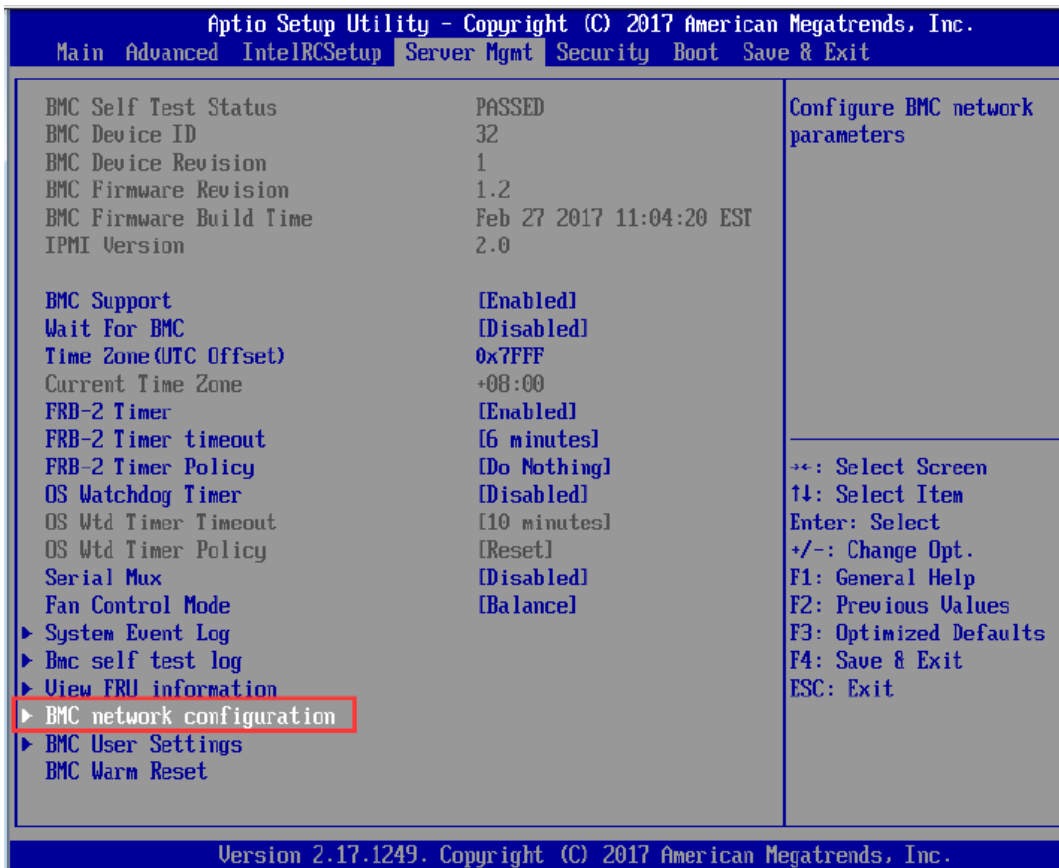 Aptio Setup Utility - Copyright (C) 2017 American Megatrends, Inc.
Main Advanced IntelRCSetup Server Mgmt Security Boot Save & Exit
BMC Self Test Status PASSED
BMC Device ID 32
BMC Device Revision 1
BMC Firmware Revision 1.2
BMC Firmware Build Time Feb 27 2017 11:04:20 EST
IPMI Version 2.0
BMC Support [Enabled]
Wait For BMC [Disabled]
Time Zone(UTC Offset) 0x7FFF
Current Time Zone +08:00
FRB-2 Timer [Enabled]
FRB-2 Timer timeout [6 minutes]
FRB-2 Timer Policy [Do Nothing]
OS Watchdog Timer [Disabled]
OS Wtd Timer Timeout [10 minutes]
OS Wtd Timer Policy [Reset]
Serial Mux [Disabled]
Fan Control Mode [Balance]
▶ System Event Log
▶ Bmc self test log
▶ View FRU information
▶ BMC network configuration
▶ BMC User Settings
BMC Warm Reset
Configure BMC network
parameters
→←: Select Screen
↑↓: Select Item
Enter: Select
+/-: Change Opt.
F1: General Help
F2: Previous Values
F3: Optimized Defaults
F4: Save & Exit
ESC: Exit
Version 2.17.1249. Copyright (C) 2017 American Megatrends, Inc.